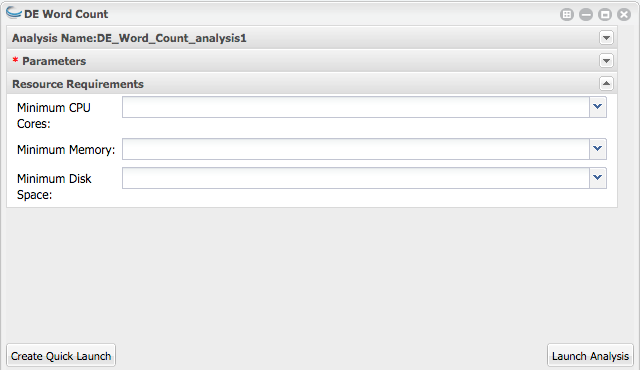 DE Word Count
Analysis Name:DE_Word_Count_analysis1
* Parameters
Resource Requirements
Minimum CPU
Cores:
Minimum Memory:
Minimum Disk
Space:
Create Quick Launch
Launch Analysis